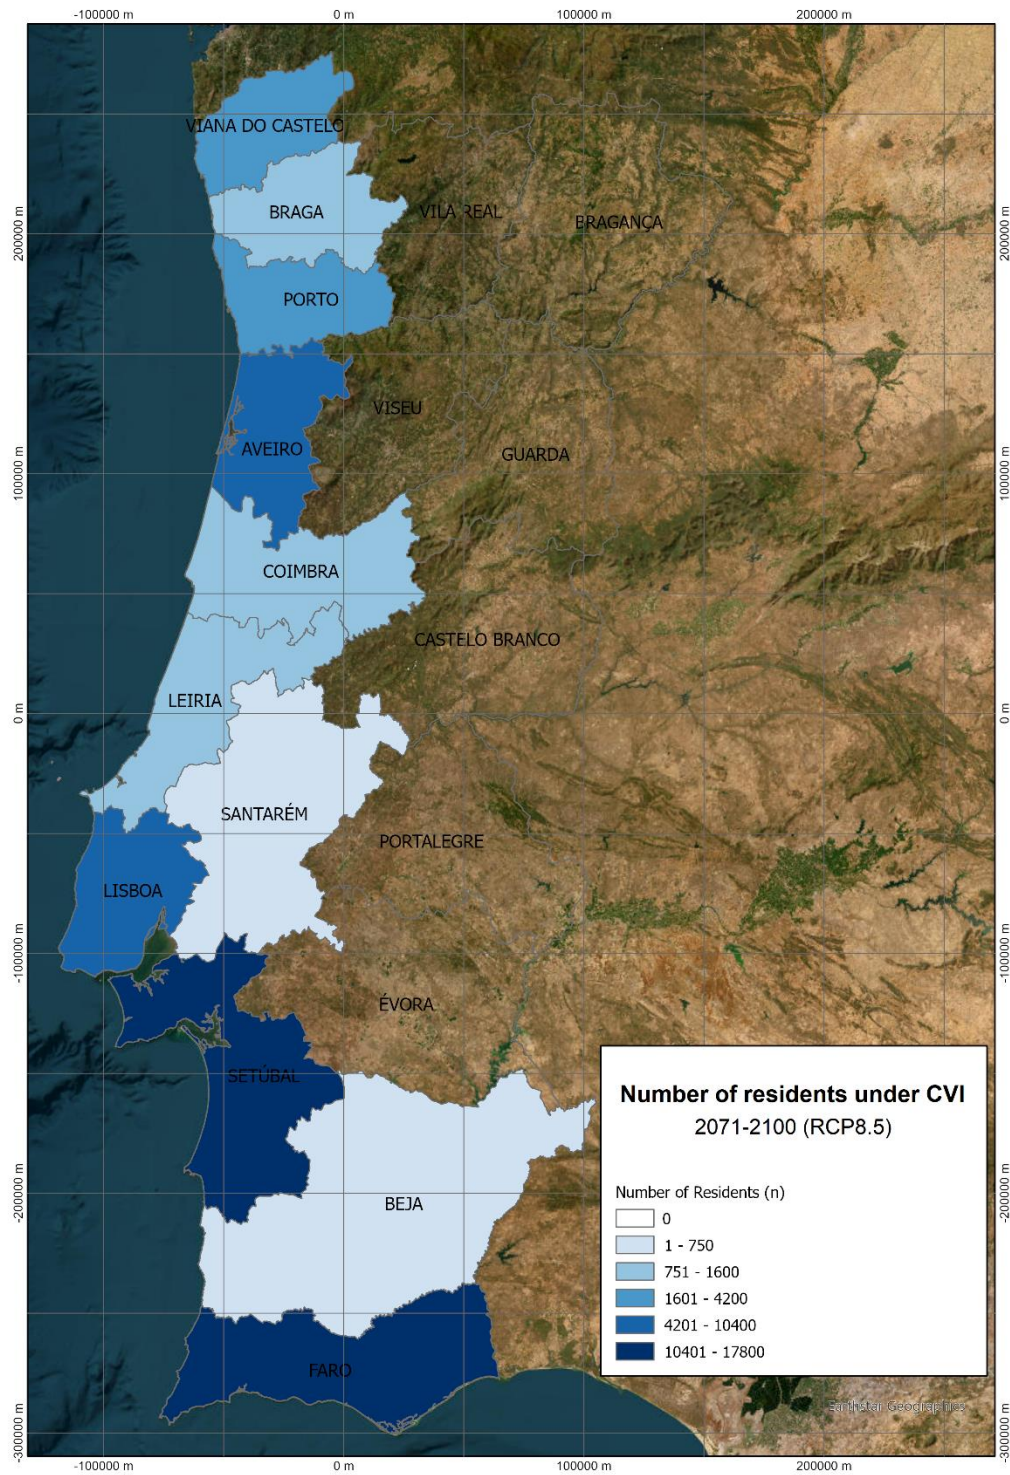 -100000 m
0 m
100000 m
200000 m
VIANA DO CASTELO
BRAGA
VILA REAL
BRAGANÇA
200000 m
200000 m
PORTO
VISEU
AVEIRO
GUARDA
100000 m
100000 m
COIMBRA
CASTELO BRANCO
LEIRIA
0 m
0 m
SANTARÉM
PORTALEGRE
LISBOA
-100000 m
-100000 m
ÉVORA
SETÚBAL
Number of residents under CVI
2071-2100 (RCP8.5)
-200000 m
-200000 m
BEJA
Number of Residents (n)
0
1 - 750
751 - 1600
1601 - 4200
4201 - 10400
10401 - 17800
FARO
Earthstar Geographics
-300000 m
-300000 m
-100000 m
0 m
100000 m
200000 m